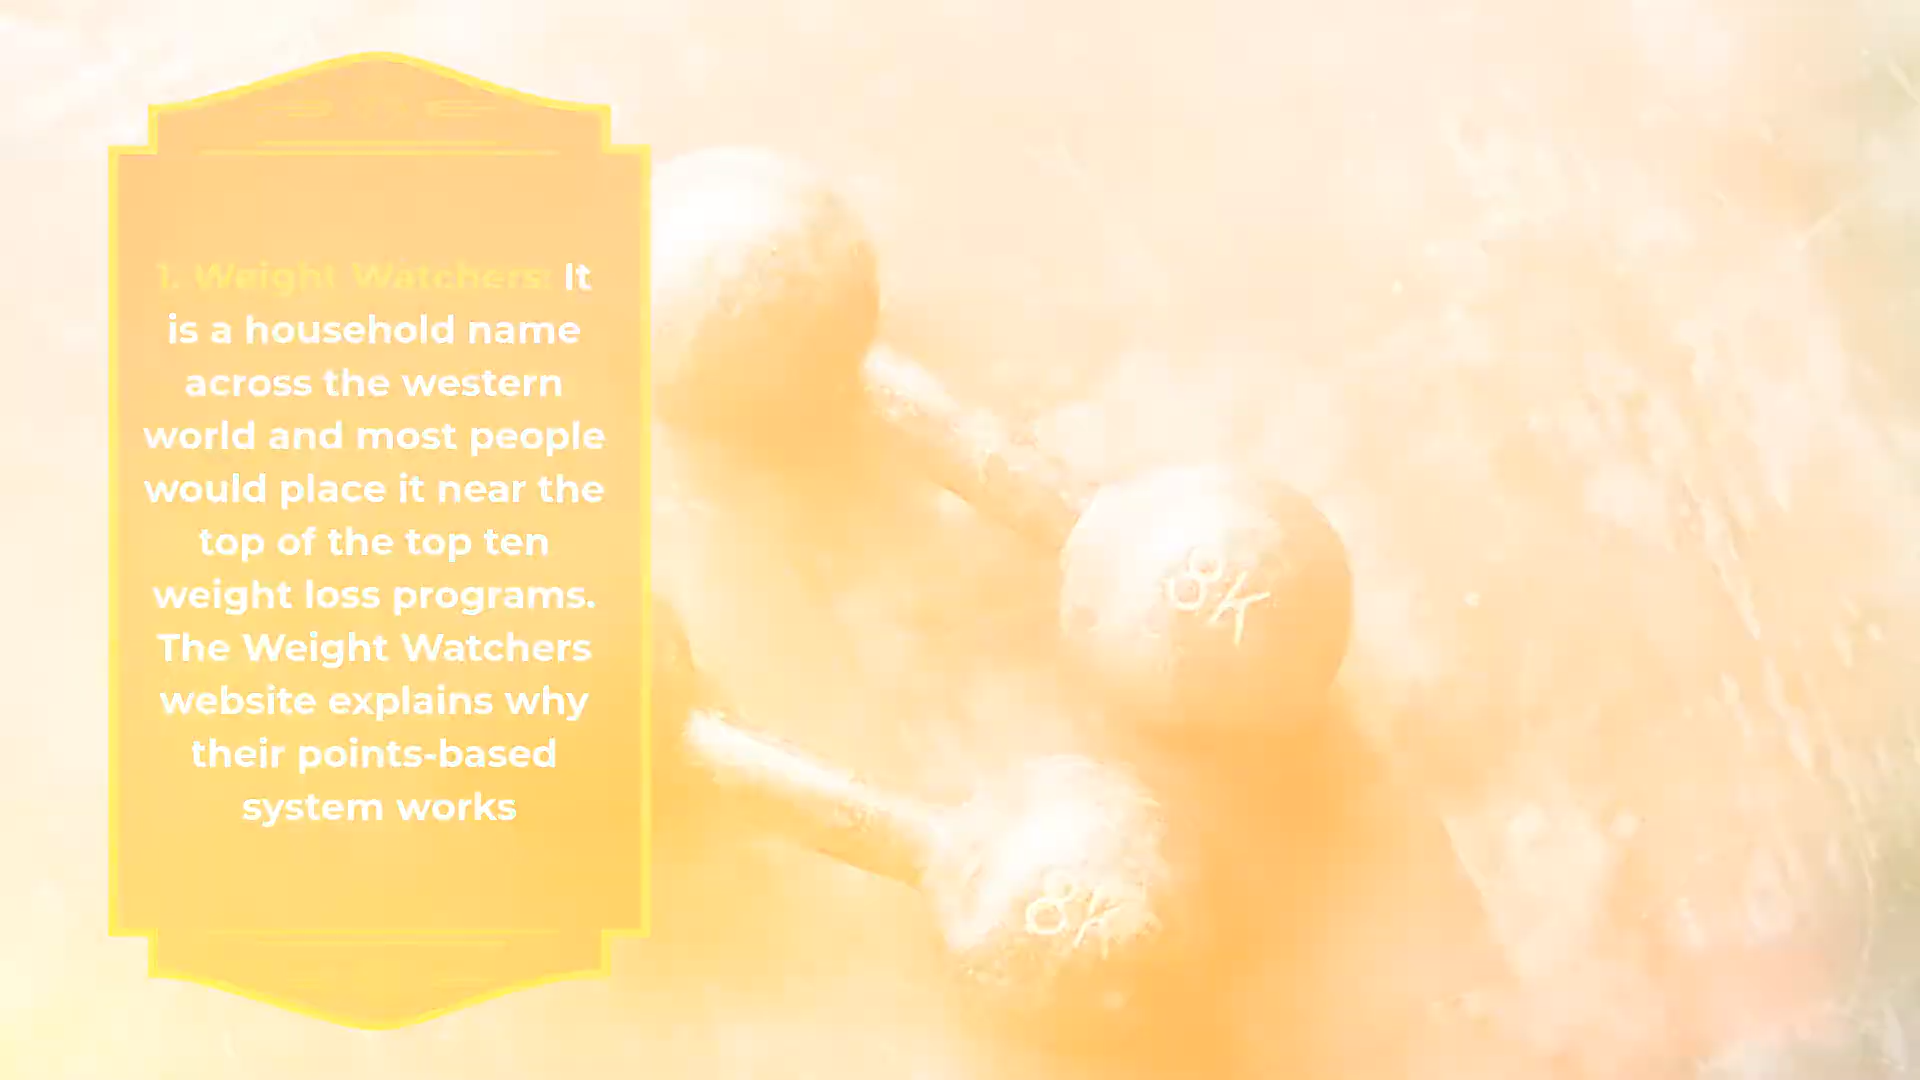 1. Weight Watchers: It
is a household name
across the western
world and most people
would place it near the
top of the top ten
weight loss programs.
The Weight Watchers
website explains why
their points-based
system works
8K
8K